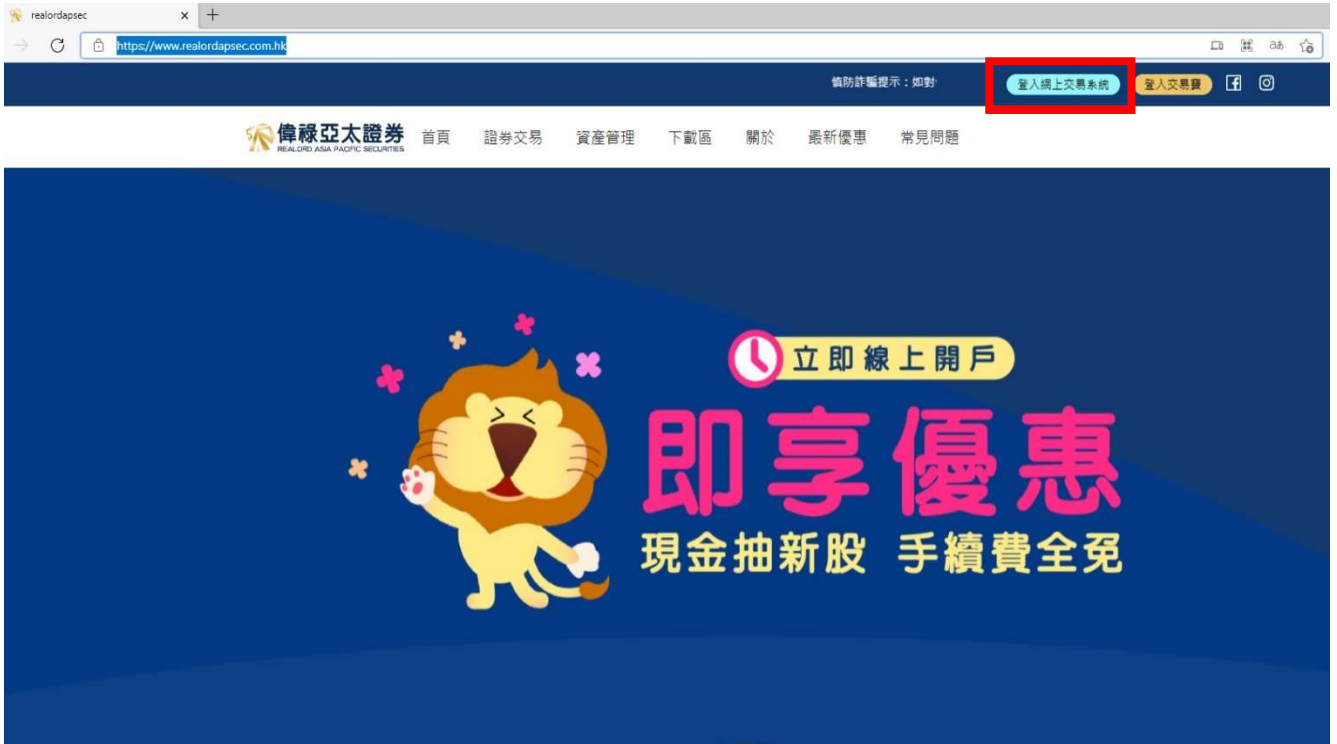 realordapsec
https://www.realordapsec.com.hk
慎防詐騙提示：如對
登入網上交易系統
登入交易寶
偉祿亞太證券
REALORD ASIA PACIFIC SECURITIES
首頁 證券交易 資產管理 下載區 關於 最新優惠 常見問題
立即線上開戶
即享優惠
現金抽新股 手續費全免